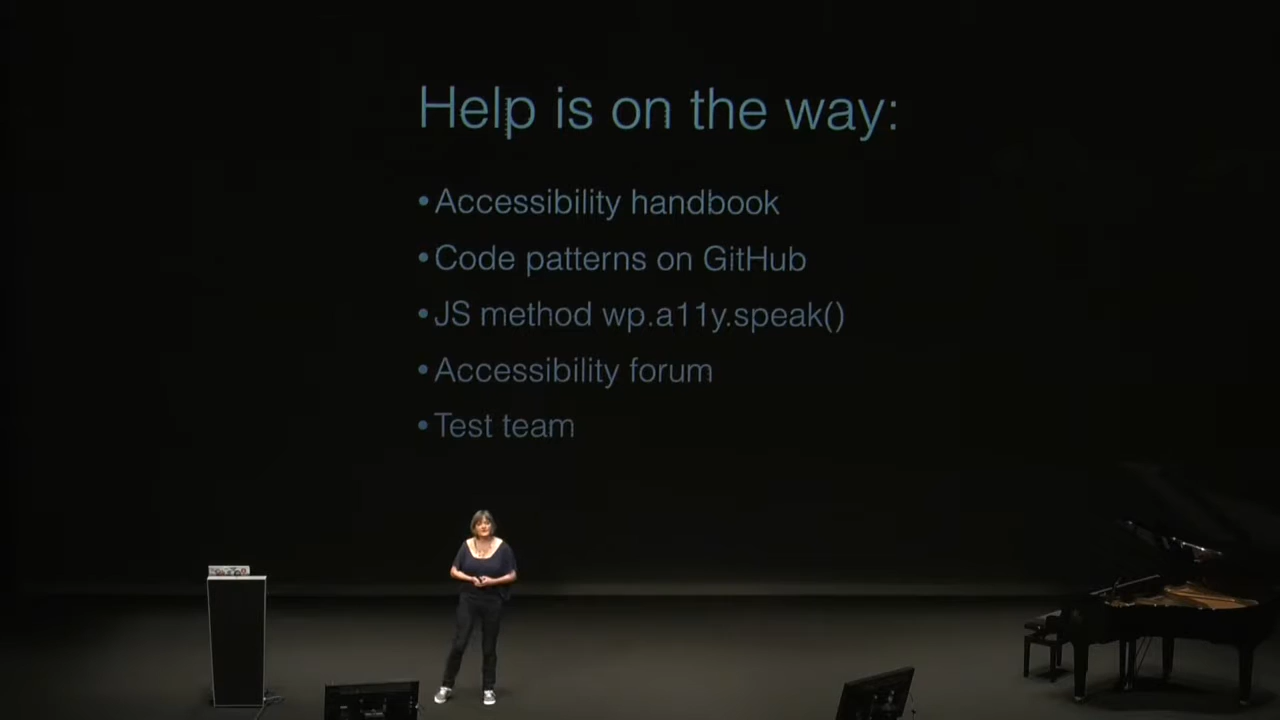 Help is on the way:
•Accessibility handbook
•Code patterns on GitHub
•JS method wp.a11y.speak()
•Accessibility forum
•Test team